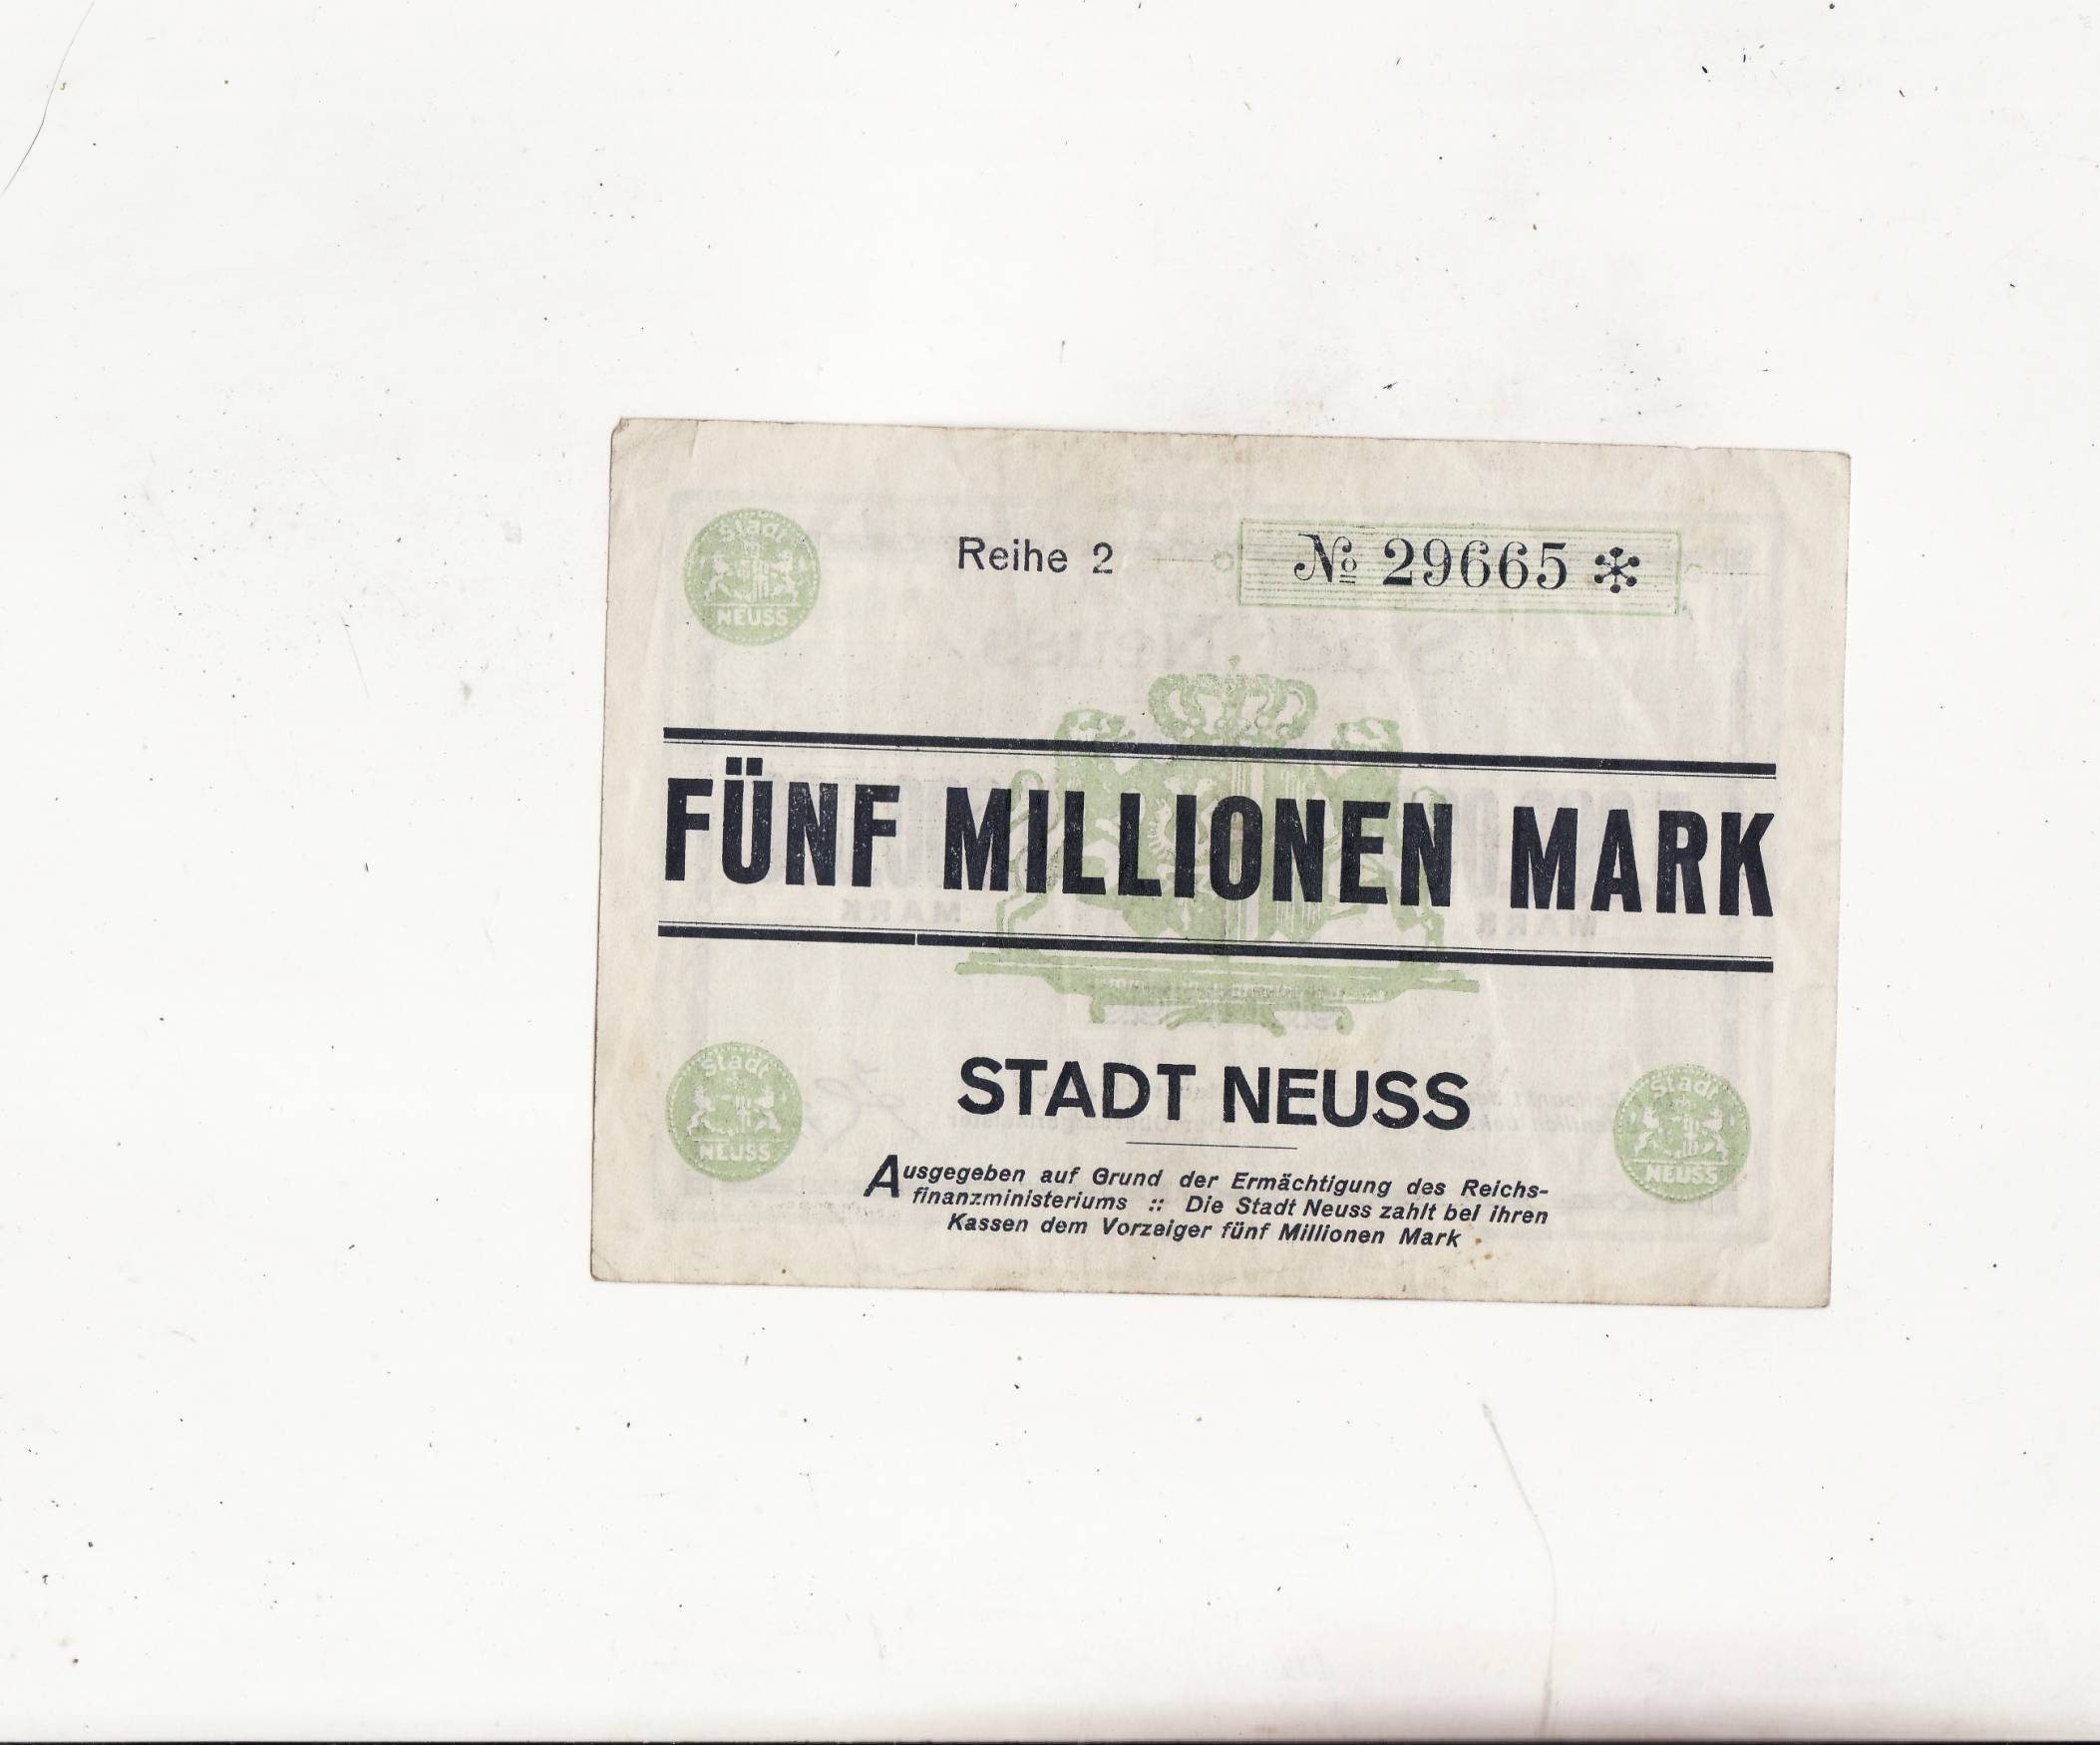 Stadt
NEUSS
Reihe 2
№ 29665 *
FÜNF MILLIONEN MARK
STADT NEUSS
Stadt
NEUSS
Stadt
NEUSS
Ausgegeben auf Grund der Ermächtigung des Reichs-
finanzministeriums :: Die Stadt Neuss zahlt bei ihren
Kassen dem Vorzeiger fünf Millionen Mark